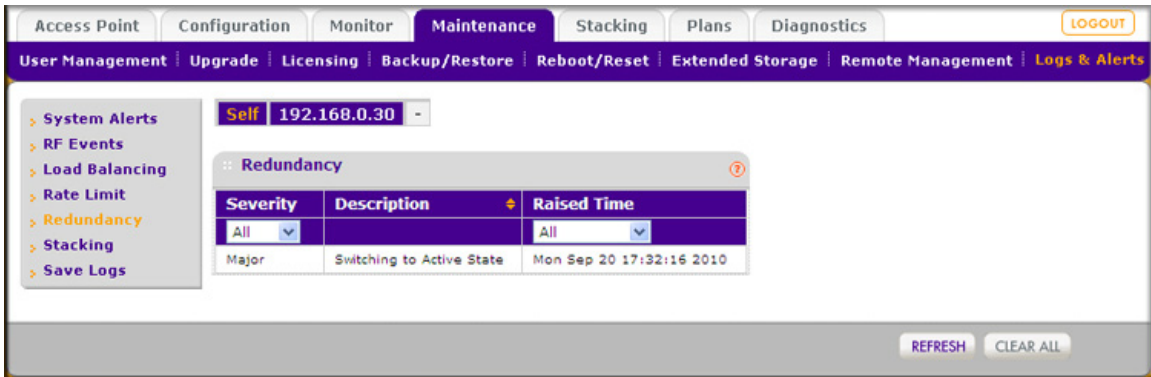 Access Point Configuration Monitor Maintenance Stacking Plans Diagnostics LOGOUT
User Management Upgrade Licensing Backup/Restore Reboot/Reset Extended Storage Remote Management Logs & Alerts
System Alerts
RF Events
Load Balancing
Rate Limit
Redundancy
Stacking
Save Logs
Self 192.168.0.30 -
Redundancy ?
Severity Description Raised Time
All All
Major Switching to Active State Mon Sep 20 17:32:16 2010
REFRESH CLEAR ALL